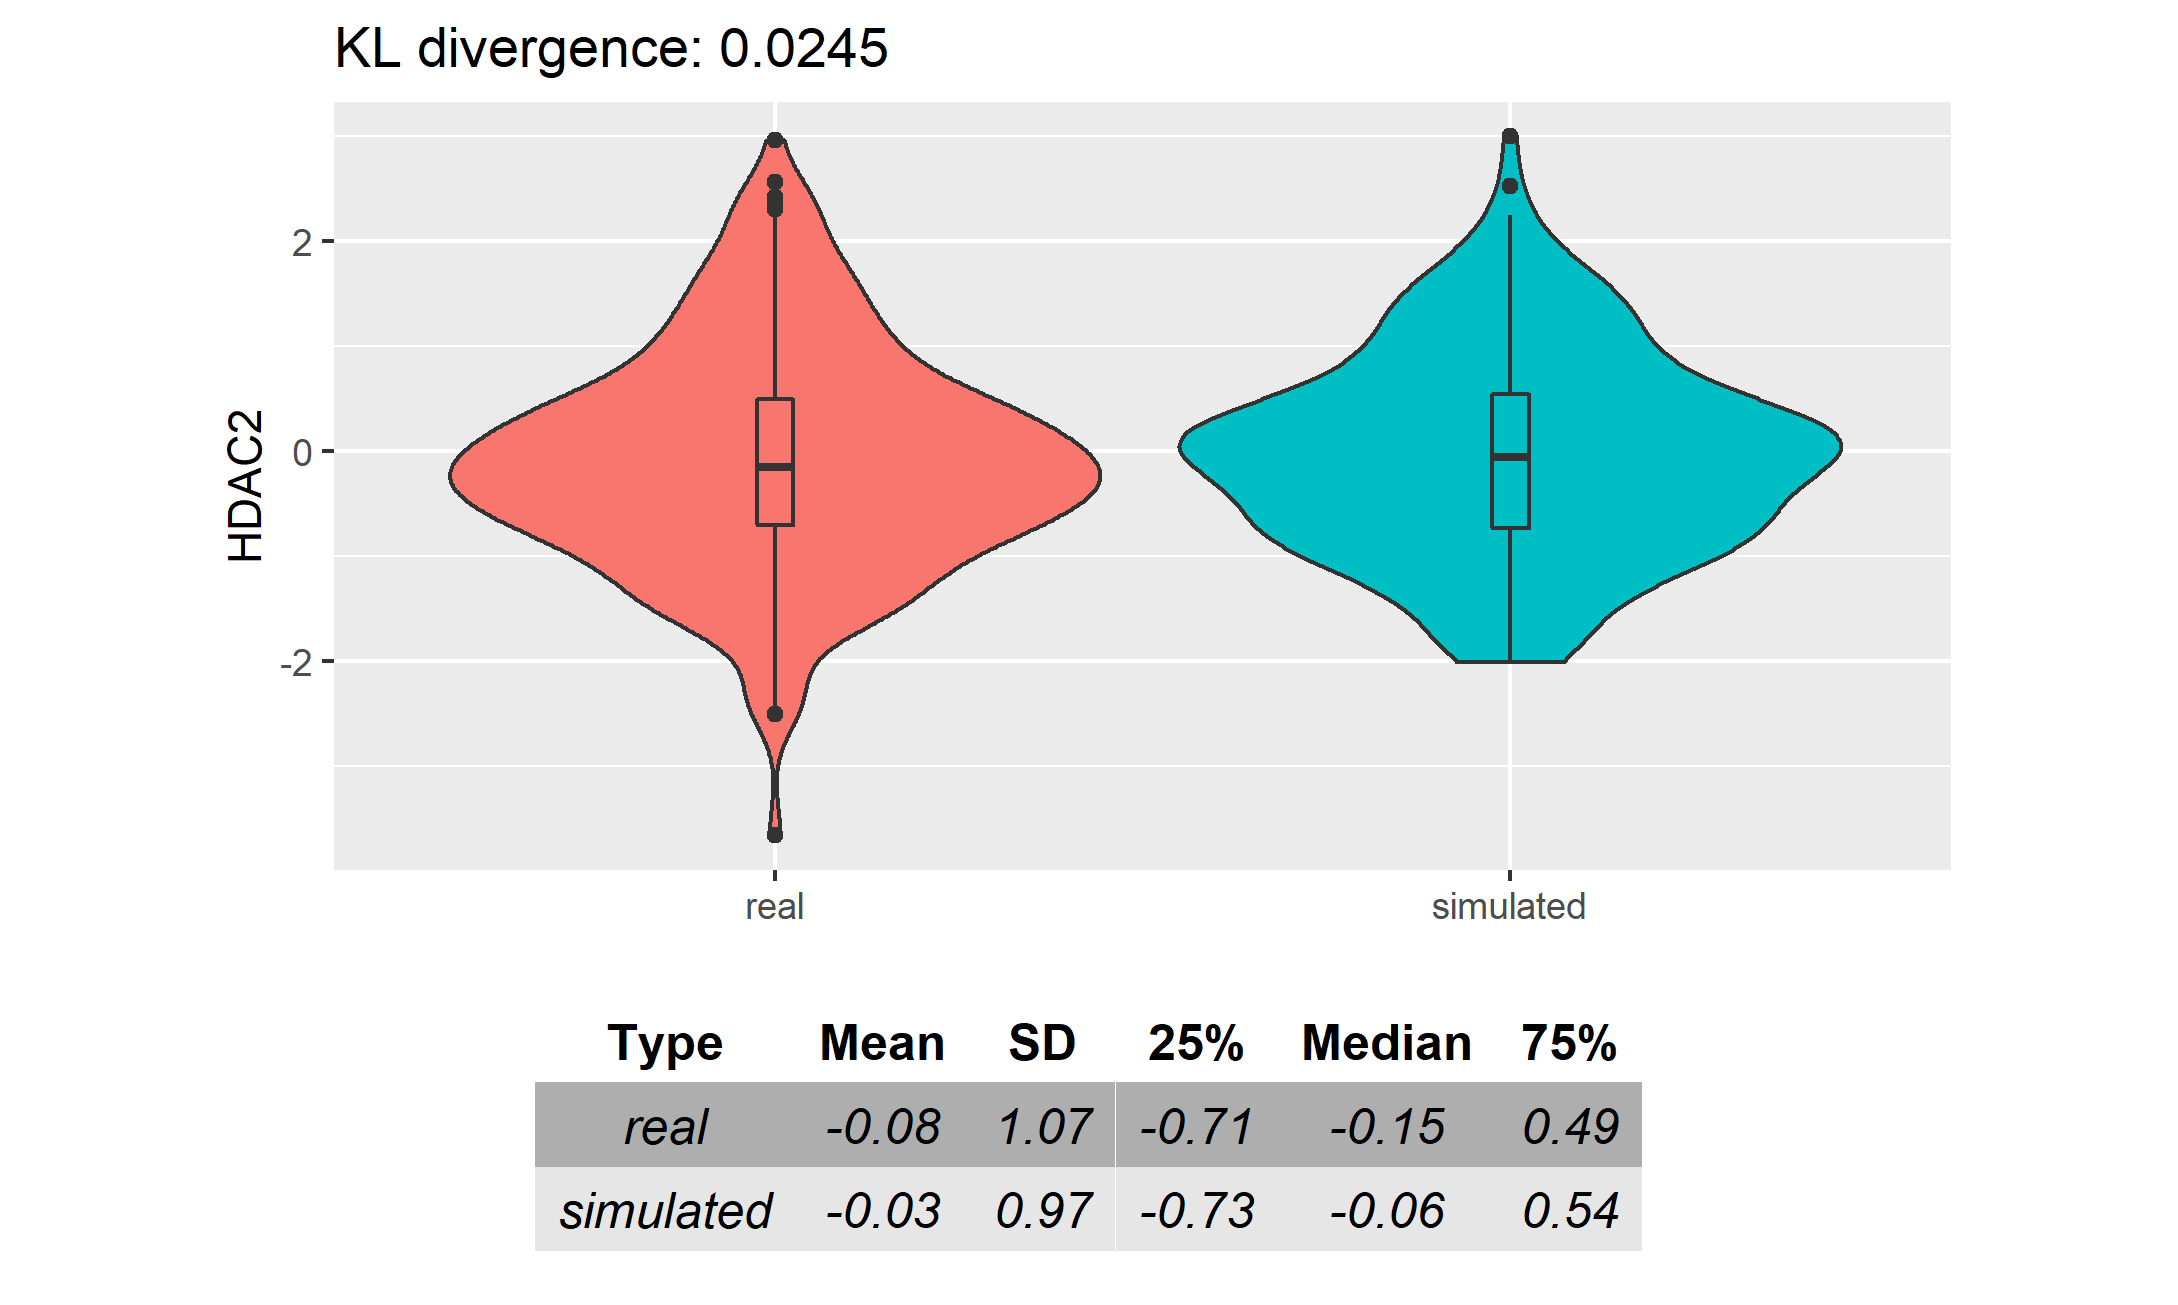 KL divergence: 0.0245
HDAC2
2
0
-2
real simulated
Type Mean SD 25% Median 75%
real -0.08 1.07 -0.71 -0.15 0.49
simulated -0.03 0.97 -0.73 -0.06 0.54